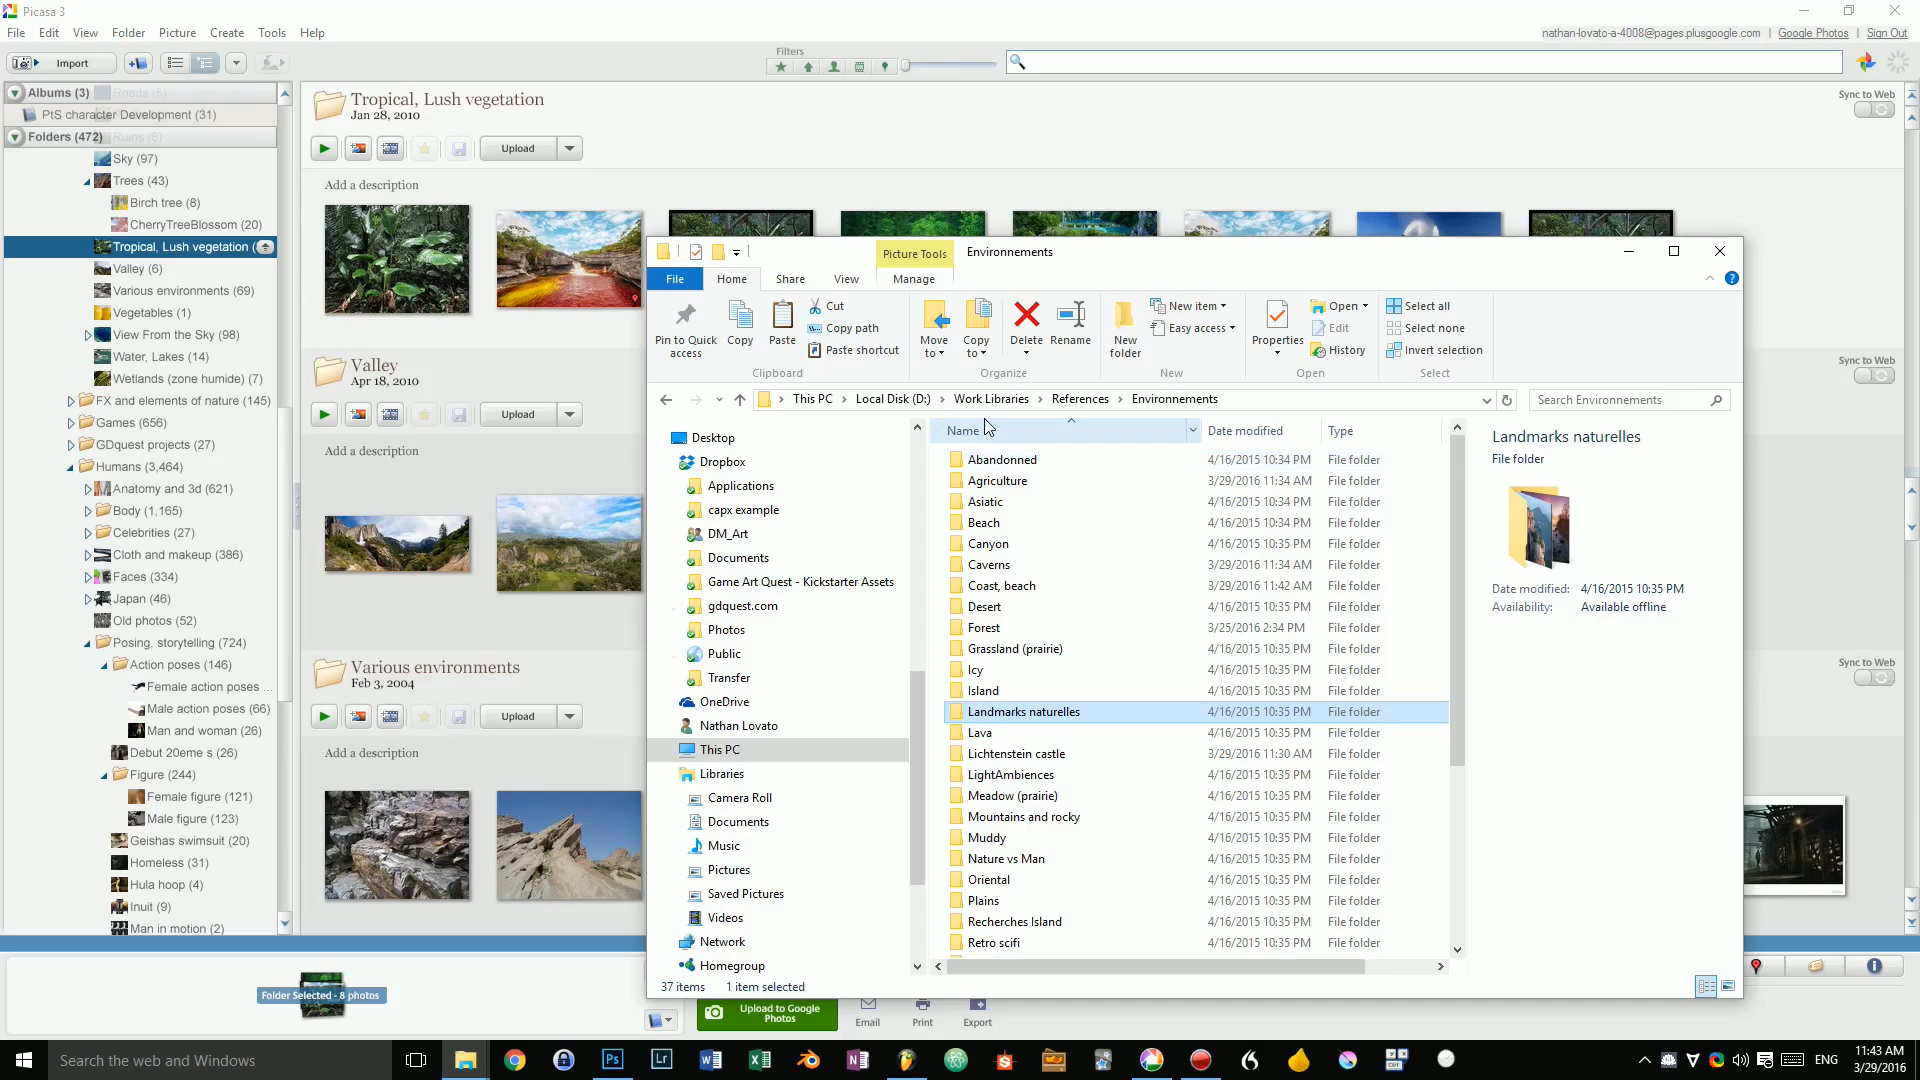 Picasa 3
File Edit View Folder Picture Create Tools Help
nathan-lovato-a-4008@pages.plusgoogle.com | Google Photos | Sign Out
Import
Filters
Albums (3)
Roads (5)
PtS character Development (31)
Folders (472)
Ruins (8)
Sky (97)
Trees (43)
Birch tree (8)
CherryTreeBlossom (20)
Tropical, Lush vegetation
Valley (6)
Various environments (69)
Vegetables (1)
View From the Sky (98)
Water, Lakes (14)
Wetlands (zone humide) (7)
FX and elements of nature (145)
Games (656)
GDquest projects (27)
Humans (3,464)
Anatomy and 3d (621)
Body (1,165)
Celebrities (27)
Cloth and makeup (386)
Faces (334)
Japan (46)
Old photos (52)
Posing, storytelling (724)
Action poses (146)
Female action poses ...
Male action poses (66)
Man and woman (26)
Debut 20eme s (26)
Figure (244)
Female figure (121)
Male figure (123)
Geishas swimsuit (20)
Homeless (31)
Hula hoop (4)
Inuit (9)
Man in motion (2)
Tropical, Lush vegetation
Jan 28, 2010
Sync to Web
Upload
Add a description
Valley
Apr 18, 2010
Sync to Web
Upload
Add a description
Various environments
Feb 3, 2004
Sync to Web
Upload
Add a description
Picture Tools
Environnements
File Home Share View Manage
Pin to Quick access
Copy
Paste
Cut
Copy path
Paste shortcut
Clipboard
Move to
Copy to
Delete
Rename
Organize
New folder
New item
Easy access
New
Properties
Open
Edit
History
Open
Select all
Select none
Invert selection
Select
This PC Local Disk (D:) Work Libraries References Environnements
Search Environnements
Desktop
Dropbox
Applications
capx example
DM_Art
Documents
Game Art Quest - Kickstarter Assets
gdquest.com
Photos
Public
Transfer
OneDrive
Nathan Lovato
This PC
Libraries
Camera Roll
Documents
Music
Pictures
Saved Pictures
Videos
Network
Homegroup
Name Date modified Type
Abandonned 4/16/2015 10:34 PM File folder
Agriculture 3/29/2016 11:34 AM File folder
Asiatic 4/16/2015 10:34 PM File folder
Beach 4/16/2015 10:34 PM File folder
Canyon 4/16/2015 10:35 PM File folder
Caverns 3/29/2016 11:34 AM File folder
Coast, beach 3/29/2016 11:42 AM File folder
Desert 4/16/2015 10:35 PM File folder
Forest 3/25/2016 2:34 PM File folder
Grassland (prairie) 4/16/2015 10:35 PM File folder
Icy 4/16/2015 10:35 PM File folder
Island 4/16/2015 10:35 PM File folder
Landmarks naturelles 4/16/2015 10:35 PM File folder
Lava 4/16/2015 10:35 PM File folder
Lichtenstein castle 3/29/2016 11:30 AM File folder
LightAmbiences 4/16/2015 10:35 PM File folder
Meadow (prairie) 4/16/2015 10:35 PM File folder
Mountains and rocky 4/16/2015 10:35 PM File folder
Muddy 4/16/2015 10:35 PM File folder
Nature vs Man 4/16/2015 10:35 PM File folder
Oriental 4/16/2015 10:35 PM File folder
Plains 4/16/2015 10:35 PM File folder
Recherches Island 4/16/2015 10:35 PM File folder
Retro scifi 4/16/2015 10:35 PM File folder
Landmarks naturelles
File folder
Date modified: 4/16/2015 10:35 PM
Availability: Available offline
37 items 1 item selected
Folder Selected - 8 photos
Upload to Google Photos
Email
Print
Export
Search the web and Windows
ENG
11:43 AM
3/29/2016